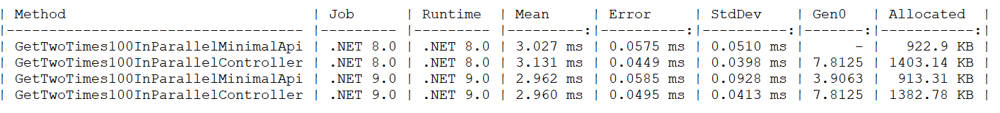 | Method                            | Job      | Runtime  | Mean     | Error     | StdDev    | Gen0   | Allocated  |
|---------------------------------- |--------- |--------- |---------:|----------:|----------:|-------:|-----------:|
| GetTwoTimes100InParallelMinimalApi | .NET 8.0 | .NET 8.0 | 3.027 ms | 0.0575 ms | 0.0510 ms |      - |   922.9 KB |
| GetTwoTimes100InParallelController | .NET 8.0 | .NET 8.0 | 3.131 ms | 0.0449 ms | 0.0398 ms | 7.8125 | 1403.14 KB |
| GetTwoTimes100InParallelMinimalApi | .NET 9.0 | .NET 9.0 | 2.962 ms | 0.0585 ms | 0.0928 ms | 3.9063 |  913.31 KB |
| GetTwoTimes100InParallelController | .NET 9.0 | .NET 9.0 | 2.960 ms | 0.0495 ms | 0.0413 ms | 7.8125 | 1382.78 KB |